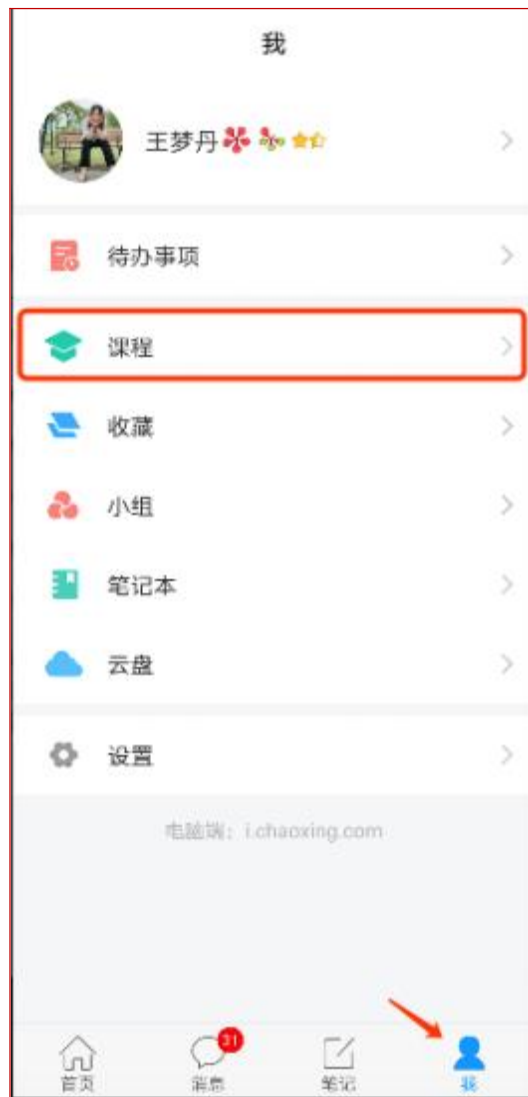 我
王梦丹
待办事项
课程
收藏
小组
笔记本
云盘
设置
电脑端：i.chaoxing.com
31
首页
消息
笔记
我